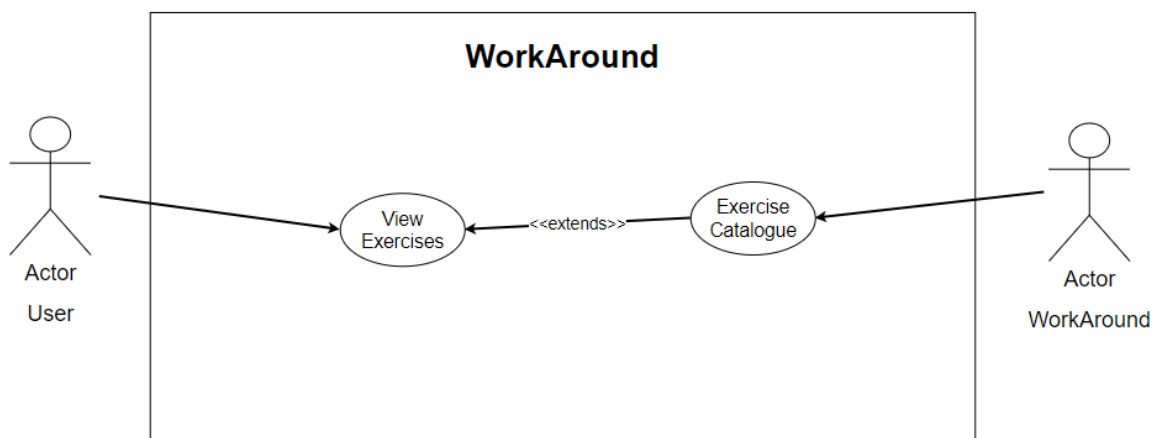 WorkAround
Actor
User
View
Exercises
<<extends>>
Exercise
Catalogue
Actor
WorkAround